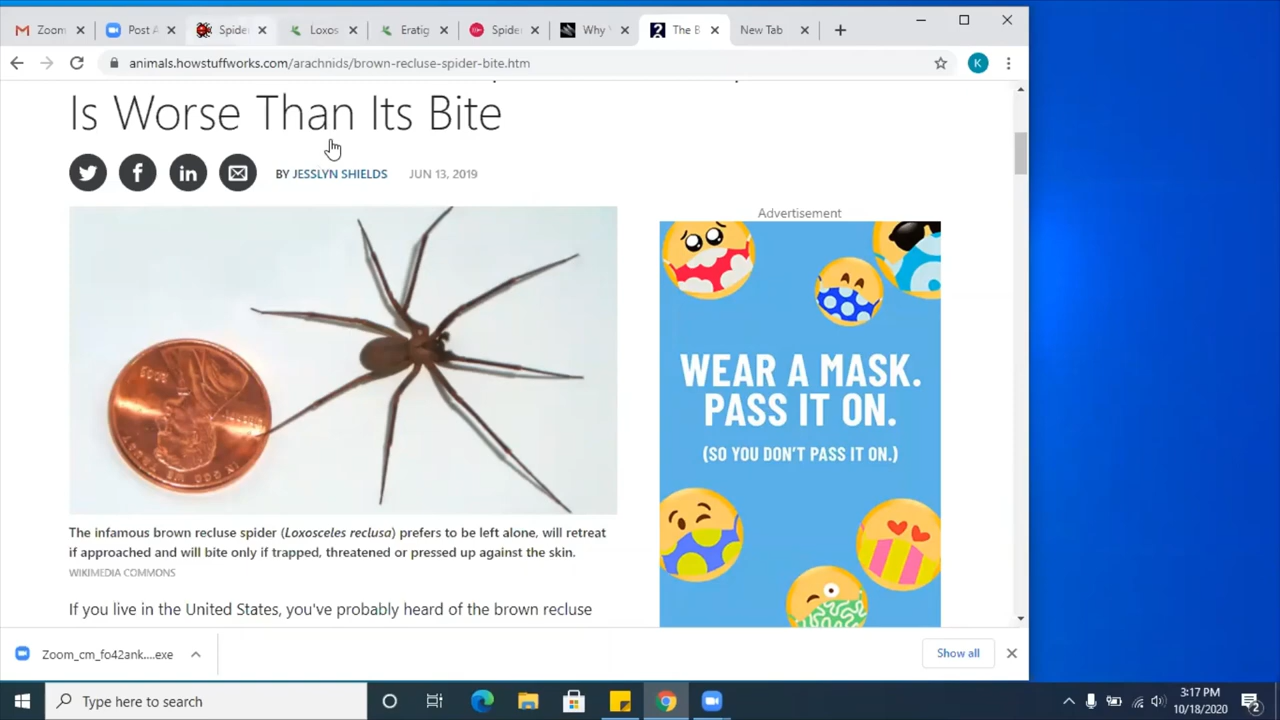 Zoom
Post A
Spide
Loxos
Eratig
Spide
Why
The B
New Tab
animals.howstuffworks.com/arachnids/brown-recluse-spider-bite.htm
K
Is Worse Than Its Bite
BY JESSLYN SHIELDS JUN 13, 2019
Advertisement
WEAR A MASK.
PASS IT ON.
(SO YOU DON'T PASS IT ON.)
The infamous brown recluse spider (Loxosceles reclusa) prefers to be left alone, will retreat
if approached and will bite only if trapped, threatened or pressed up against the skin.
WIKIMEDIA COMMONS
If you live in the United States, you've probably heard of the brown recluse
Zoom_cm_fo42ank....exe
Show all
Type here to search
3:17 PM
10/18/2020
2